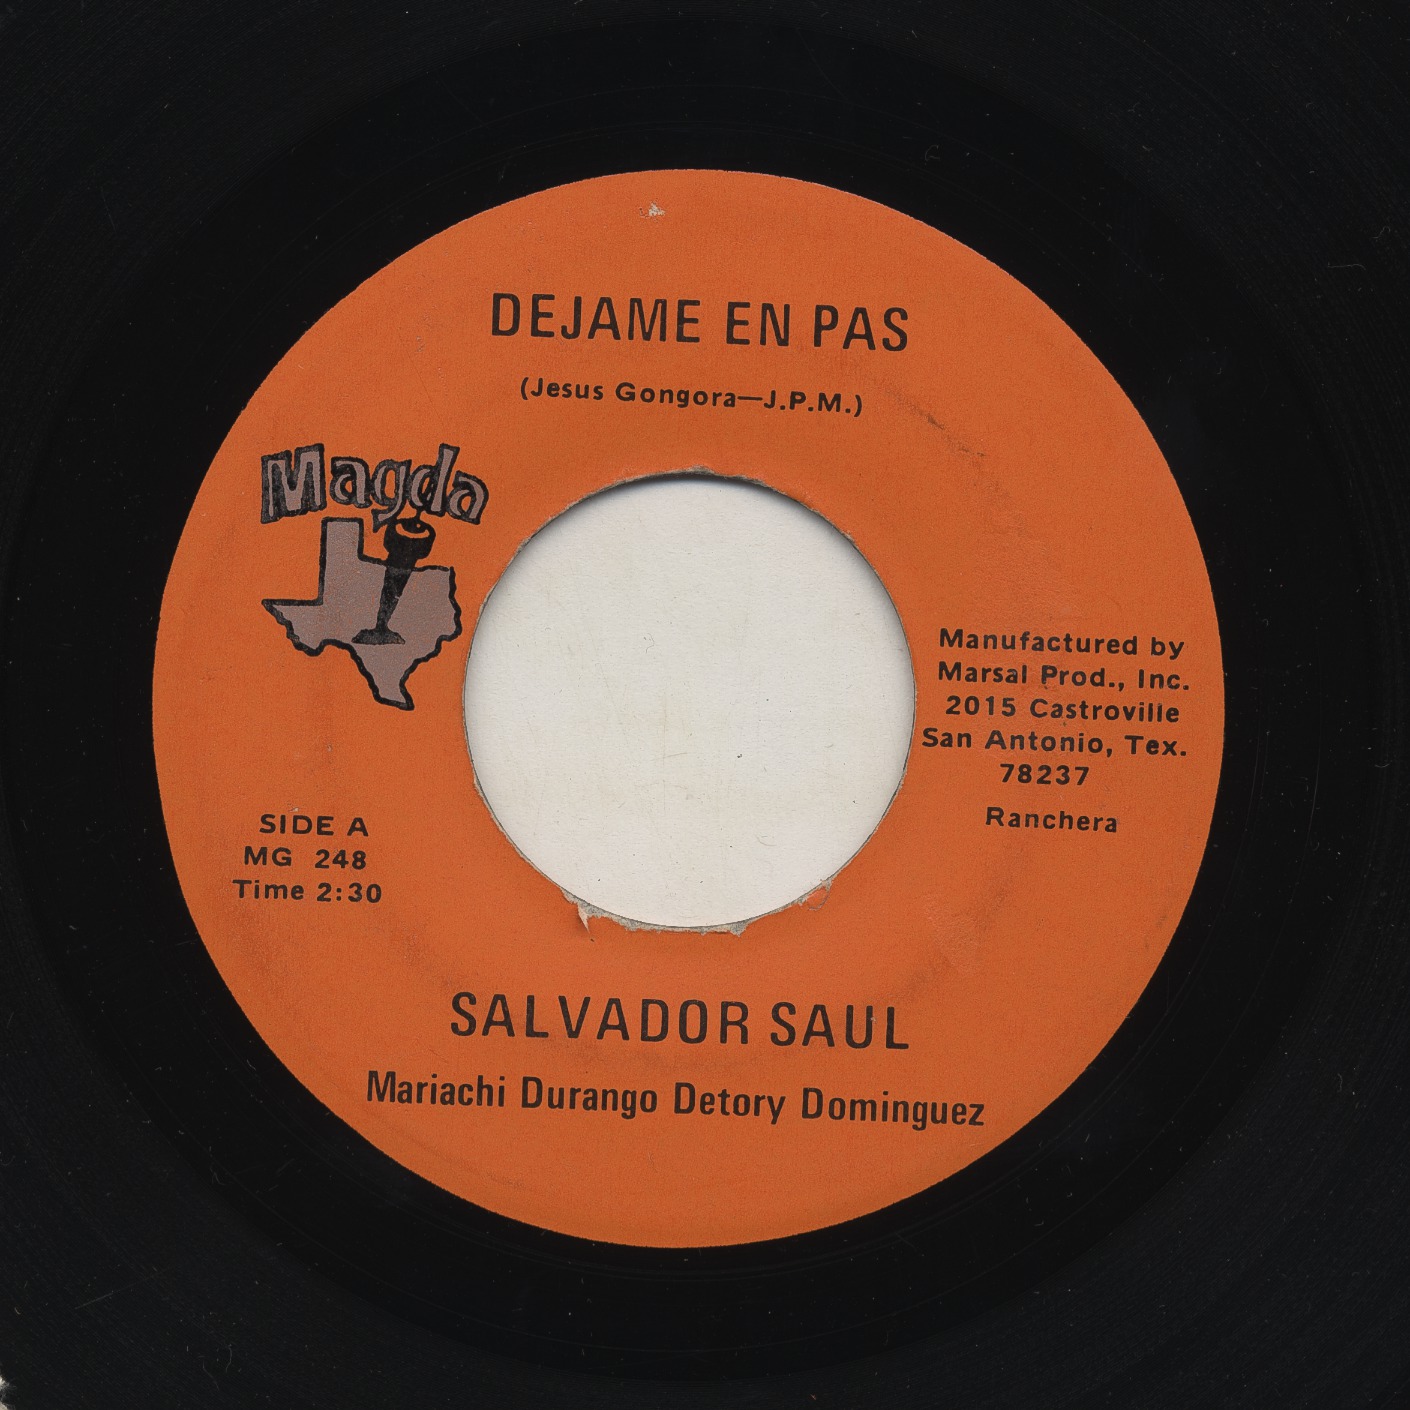 DEJAME EN PAS
(Jesus Gongora—J.P.M.)
Magda
Manufactured by
Marsal Prod., Inc.
2015 Castroville
San Antonio, Tex.
78237
Ranchera
SIDE A
MG 248
Time 2:30
SALVADOR SAUL
Mariachi Durango Detory Dominguez